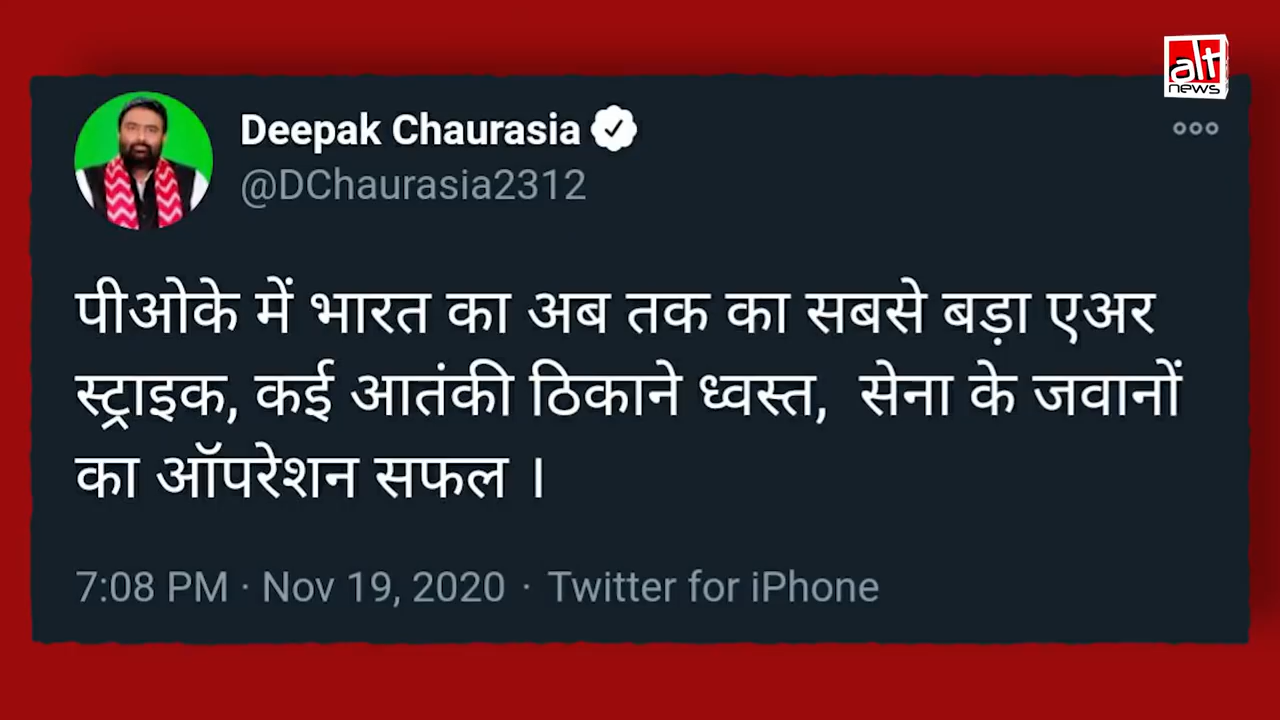 alt
news
Deepak Chaurasia
@DChaurasia2312
पीओके में भारत का अब तक का सबसे बड़ा एअर
स्ट्राइक, कई आतंकी ठिकाने ध्वस्त,  सेना के जवानों
का ऑपरेशन सफल ।
7:08 PM · Nov 19, 2020 · Twitter for iPhone